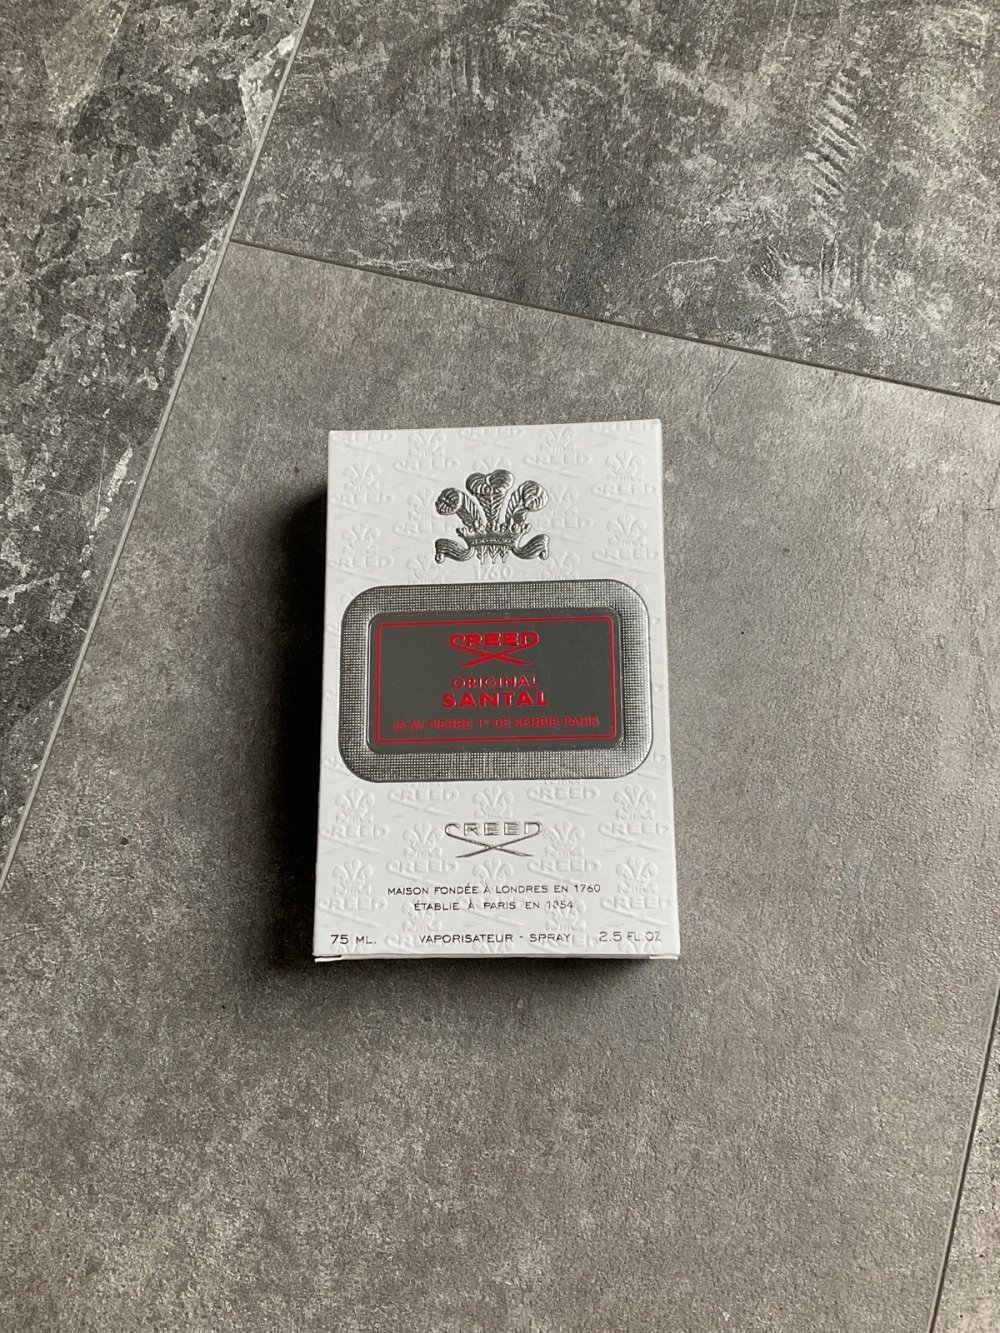 1760
CREED
ORIGINAL
SANTAL
38 AV PIERRE 1ER DE SERBIE PARIS
CREED
MAISON FONDÉE À LONDRES EN 1760
ÉTABLIE À PARIS EN 1854
75 ML. VAPORISATEUR - SPRAY 2.5 FL.OZ